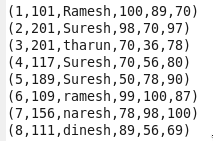 (1,101,Ramesh,100,89,70)
(2,201,Suresh,98,70,97)
(3,201,tharun,70,36,78)
(4,117,Suresh,70,56,80)
(5,189,Suresh,50,78,90)
(6,109,ramesh,99,100,87)
(7,156,naresh,78,98,100)
(8,111,dinesh,89,56,69)